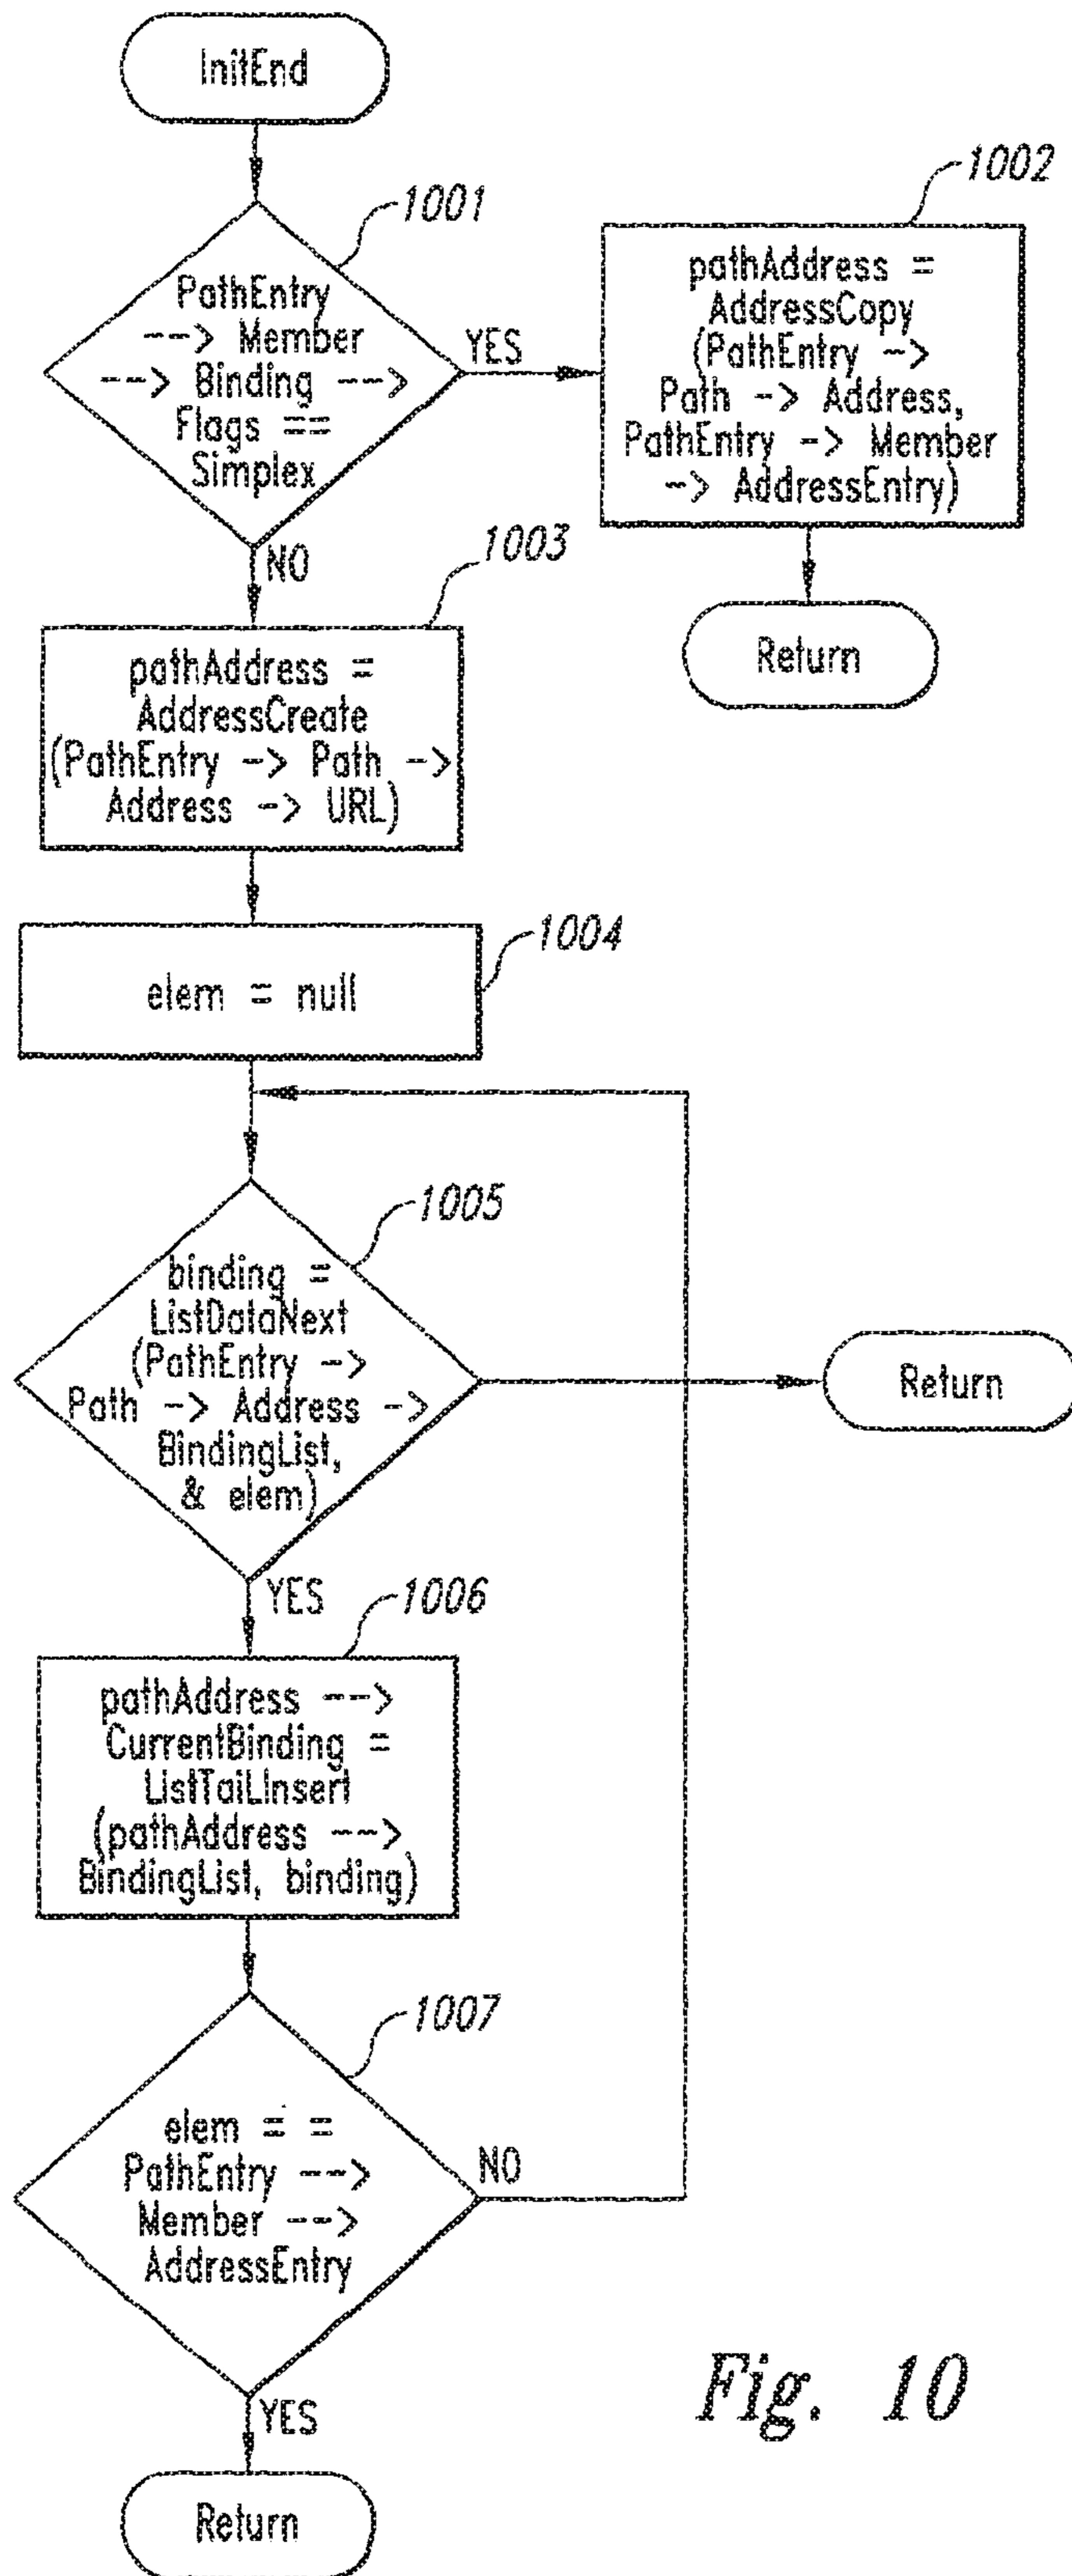 InitEnd
1001
PathEntry
--> Member
--> Binding -->
Flags ==
Simplex
YES
1002
pathAddress =
AddressCopy
(PathEntry ->
Path -> Address,
PathEntry -> Member
-> AddressEntry)
Return
NO
1003
pathAddress =
AddressCreate
(PathEntry -> Path ->
Address -> URL)
1004
elem = null
1005
binding =
ListDataNext
(PathEntry ->
Path -> Address ->
BindingList,
& elem)
Return
YES
1006
pathAddress -->
CurrentBinding =
ListTailInsert
(pathAddress -->
BindingList, binding)
1007
elem = =
PathEntry -->
Member -->
AddressEntry
NO
YES
Return
Fig. 10